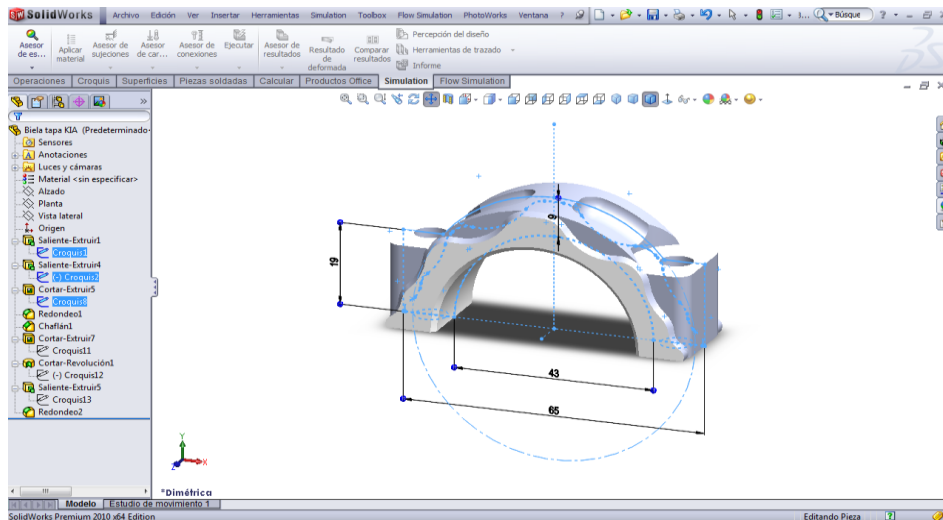 SolidWorks Archivo Edición Ver Insertar Herramientas Simulation Toolbox Flow Simulation PhotoWorks Ventana ? 1... Búsque ?
Asesor de es... Aplicar material Asesor de sujeciones Asesor de car... Asesor de conexiones Ejecutar Asesor de resultados Resultado de deformada Comparar resultados
Percepción del diseño
Herramientas de trazado
Informe
Operaciones Croquis Superficies Piezas soldadas Calcular Productos Office Simulation Flow Simulation
Biela tapa KIA (Predeterminado
Sensores
Anotaciones
Luces y cámaras
Material <sin especificar>
Alzado
Planta
Vista lateral
Origen
Saliente-Extruir1
Croquis1
Saliente-Extruir4
(-) Croquis2
Cortar-Extruir5
Croquis8
Redondeo1
Chaflán1
Cortar-Extruir7
Croquis11
Cortar-Revolución1
(-) Croquis12
Saliente-Extruir5
Croquis13
Redondeo2
19
9
43
65
Y
X
Z
*Dimétrica
Modelo Estudio de movimiento 1
SolidWorks Premium 2010 x64 Edition Editando Pieza